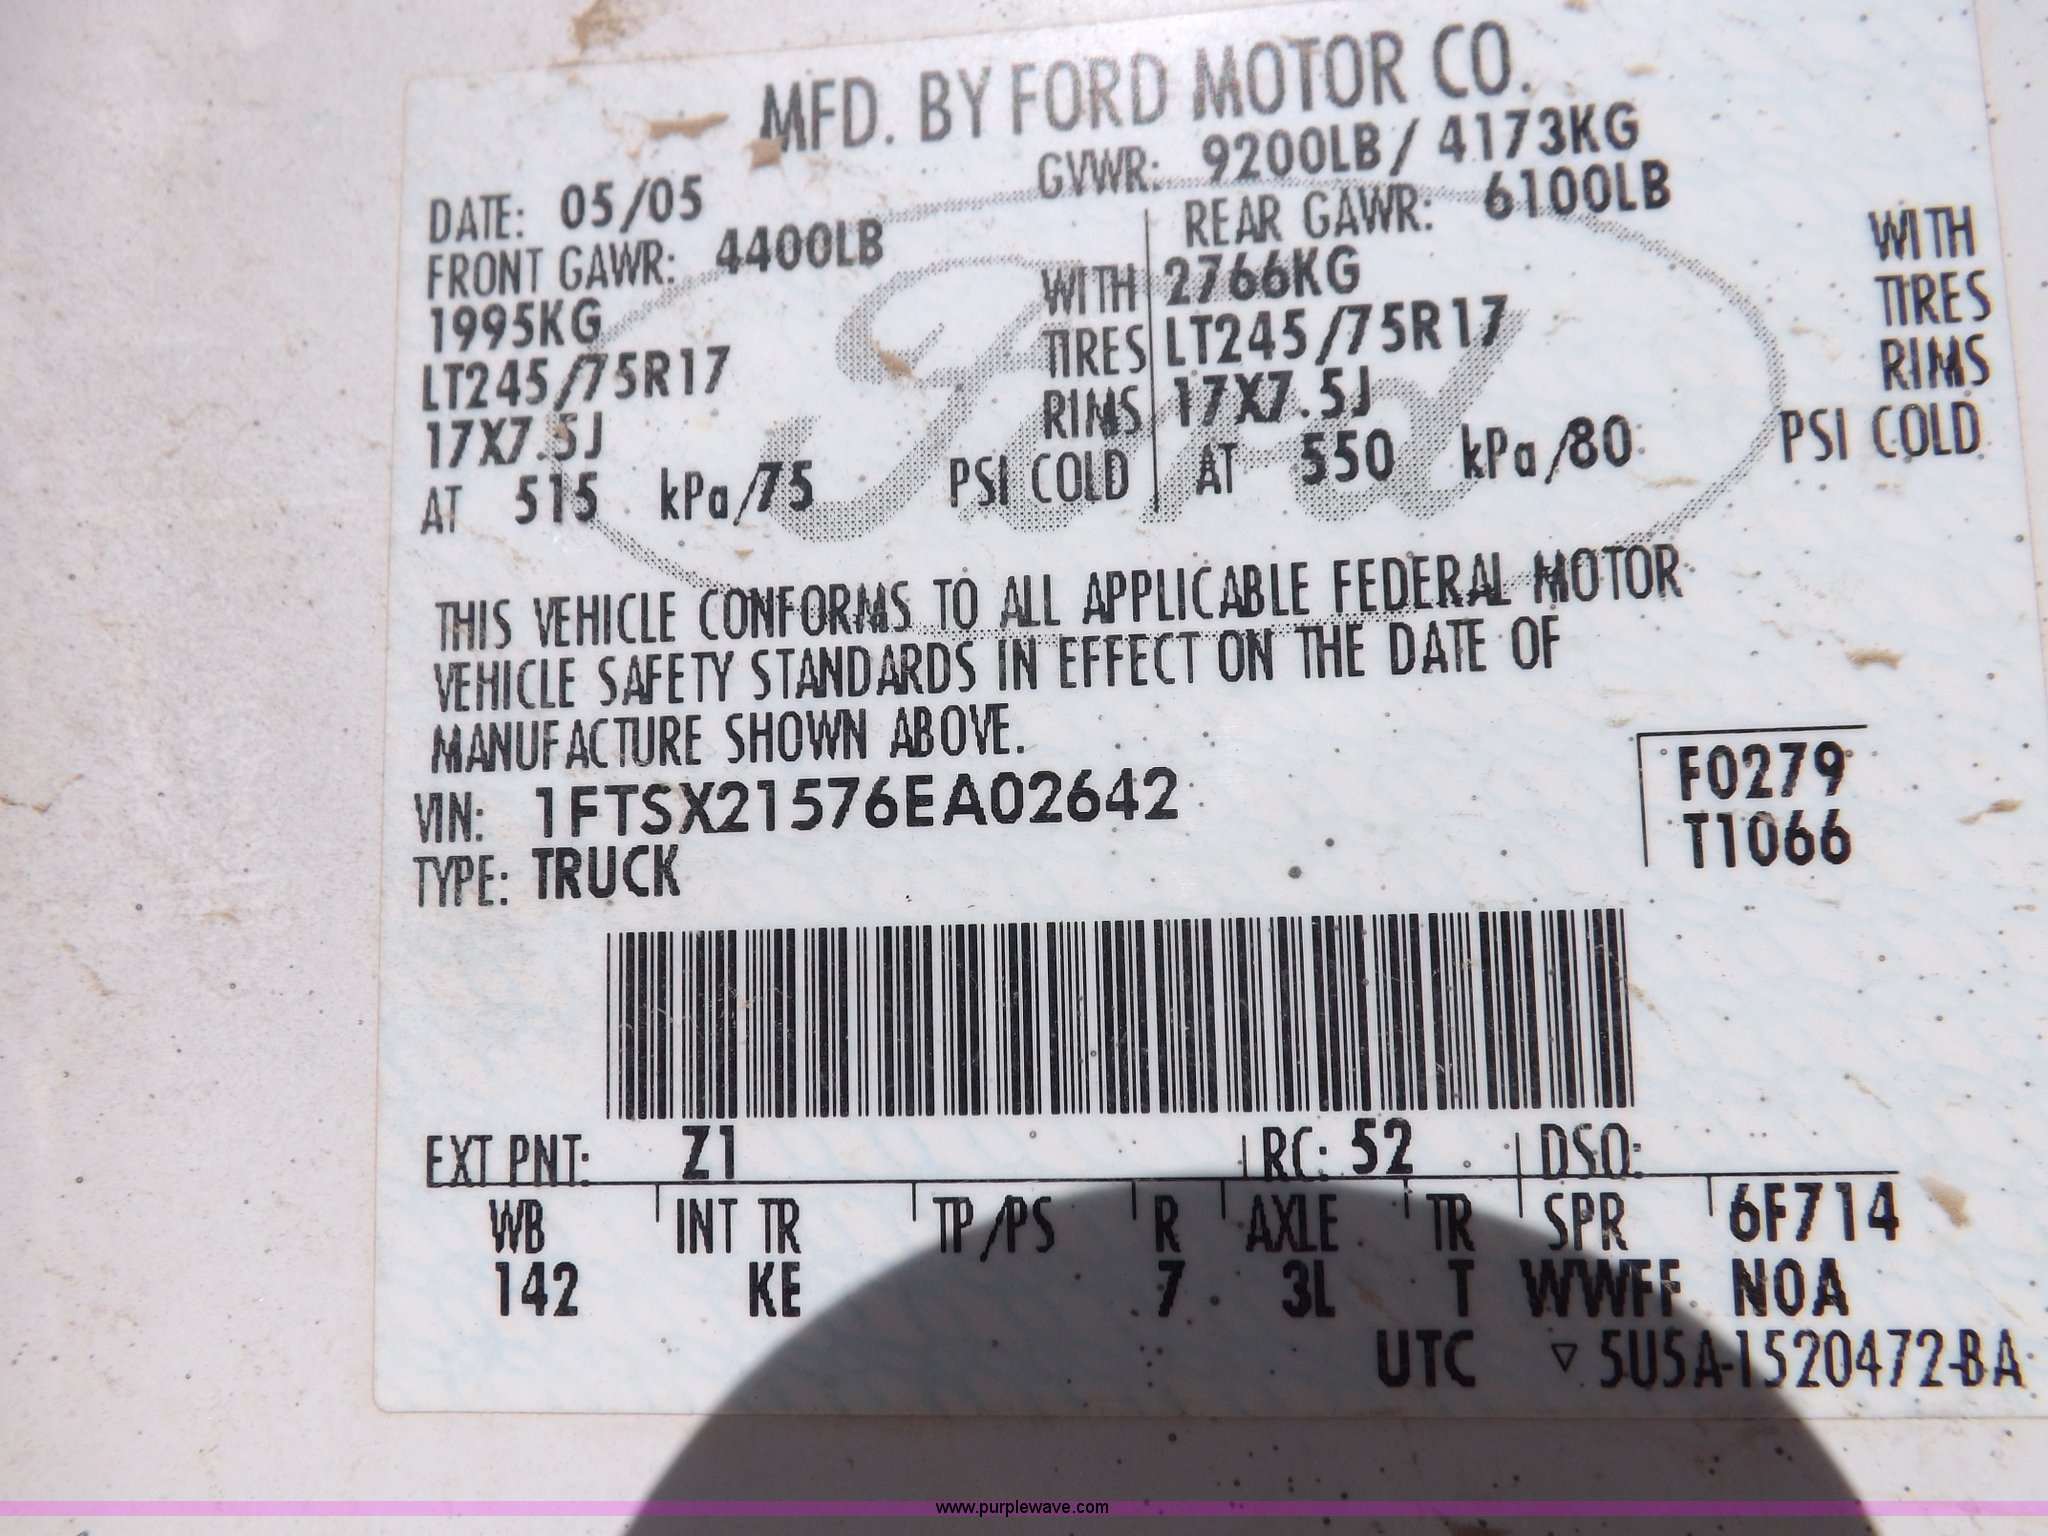 MFD. BY FORD MOTOR CO.
DATE: 05/05
GVWR: 9200LB / 4173KG
FRONT GAWR: 4400LB
1995KG WITH
LT245/75R17 TIRES
17X7.5J RIMS
AT 515 kPa/75 PSI COLD
REAR GAWR: 6100LB
2766KG WITH
LT245/75R17 TIRES
17X7.5J RIMS
AT 550 kPa/80 PSI COLD
Ford
THIS VEHICLE CONFORMS TO ALL APPLICABLE FEDERAL MOTOR
VEHICLE SAFETY STANDARDS IN EFFECT ON THE DATE OF
MANUFACTURE SHOWN ABOVE.
VIN: 1FTSX21576EA02642
TYPE: TRUCK
F0279
T1066
EXT PNT: Z1 RC: 52 DSO:
WB INT TR TP/PS R AXLE TR SPR 6F714
142 KE 7 3L T WWFF NOA
UTC ▽ 5U5A-1520472-BA
www.purplewave.com